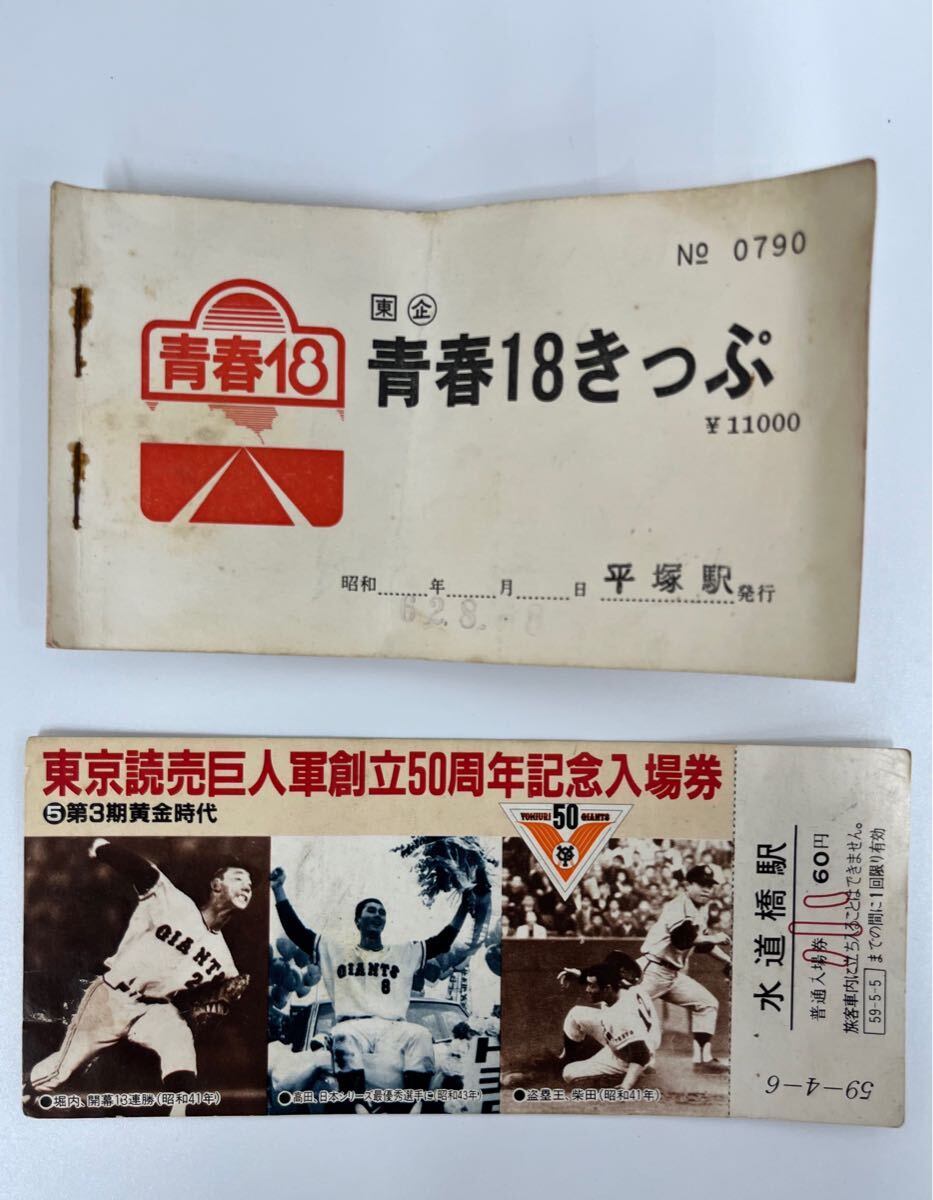 № 0790
東 企
青春18
青春18きっぷ
¥11000
昭和 年 月 日 平塚駅発行
62.8.-8
東京読売巨人軍創立50周年記念入場券
❺第3期黄金時代
YOMIURI 50 GIANTS
GIANTS
GIANTS
8
●堀内、開幕13連勝(昭和41年)
●高田、日本シリーズ最優秀選手に(昭和43年)
●盗塁王、柴田(昭和41年)
水道橋駅
普通入場券 60円
旅客車内に立ち入ることはできません。
59-5-5 までの間に1回限り有効
59-4-6